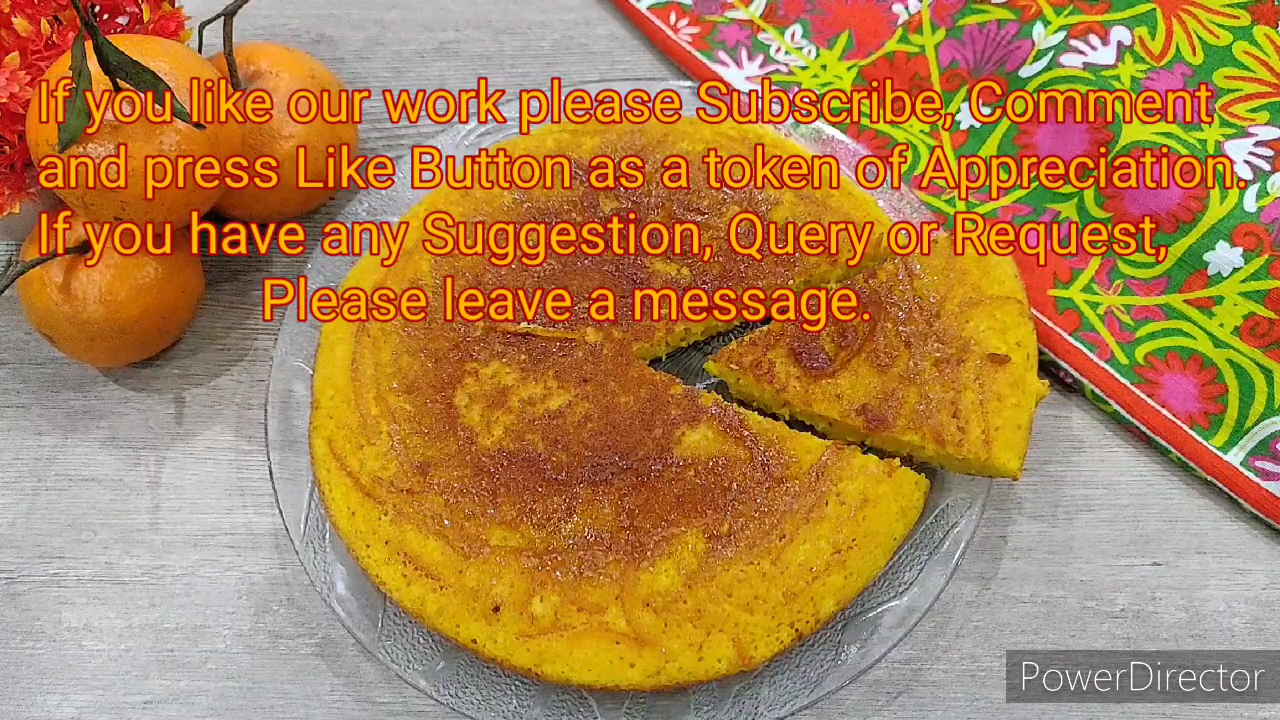 If you like our work please Subscribe, Comment
and press Like Button as a token of Appreciation.
If you have any Suggestion, Query or Request,
Please leave a message.
PowerDirector